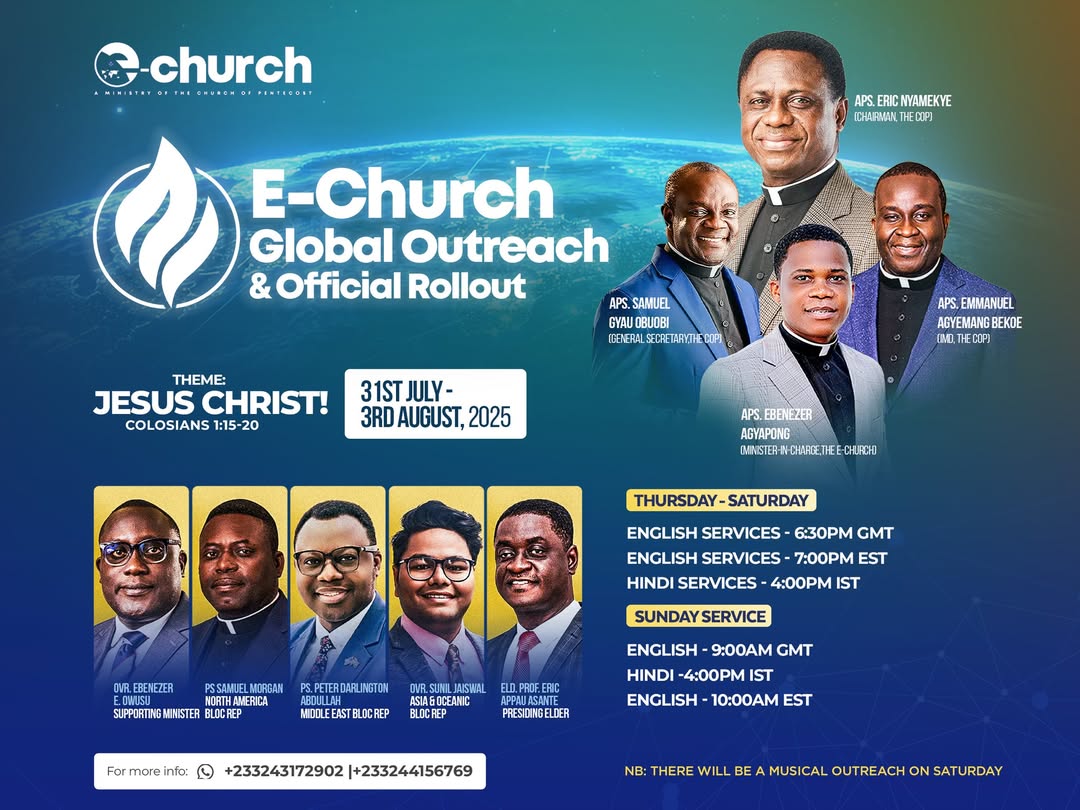 e-church
A MINISTRY OF THE CHURCH OF PENTECOST
E-Church
Global Outreach
& Official Rollout
THEME:
JESUS CHRIST!
COLOSIANS 1:15-20
31ST JULY -
3RD AUGUST, 2025
APS. ERIC NYAMEKYE
(CHAIRMAN, THE COP)
APS. SAMUEL
GYAU OBUOBI
(GENERAL SECRETARY,THE COP)
APS. EMMANUEL
AGYEMANG BEKOE
(IMD, THE COP)
APS. EBENEZER
AGYAPONG
(MINISTER-IN-CHARGE,THE E-CHURCH)
OVR. EBENEZER
E. OWUSU
SUPPORTING MINISTER
PS SAMUEL MORGAN
NORTH AMERICA
BLOC REP
PS. PETER DARLINGTON
ABDULLAH
MIDDLE EAST BLOC REP
OVR. SUNIL JAISWAL
ASIA & OCEANIC
BLOC REP
ELD. PROF. ERIC
APPAU ASANTE
PRESIDING ELDER
THURSDAY - SATURDAY
ENGLISH SERVICES - 6:30PM GMT
ENGLISH SERVICES - 7:00PM EST
HINDI SERVICES - 4:00PM IST
SUNDAY SERVICE
ENGLISH - 9:00AM GMT
HINDI -4:00PM IST
ENGLISH - 10:00AM EST
For more info: +233243172902 |+233244156769
NB: THERE WILL BE A MUSICAL OUTREACH ON SATURDAY